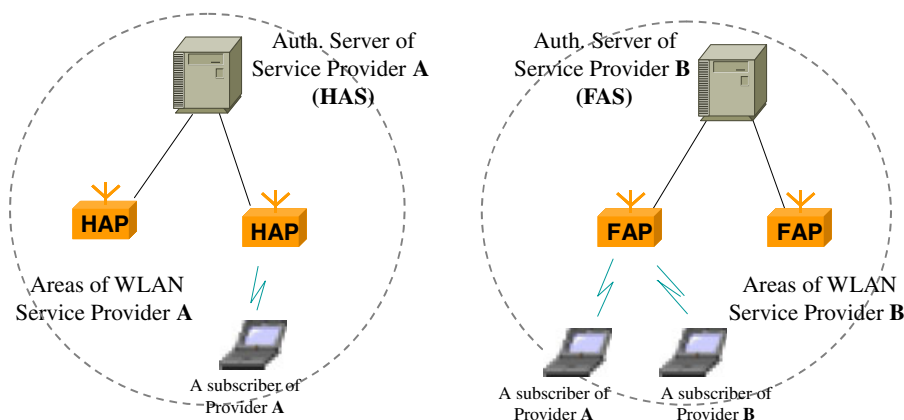 Auth. Server of
Service Provider A
(HAS)
HAP
HAP
Areas of WLAN
Service Provider A
A subscriber of
Provider A
Auth. Server of
Service Provider B
(FAS)
FAP
FAP
Areas of WLAN
Service Provider B
A subscriber of
Provider A
A subscriber of
Provider B